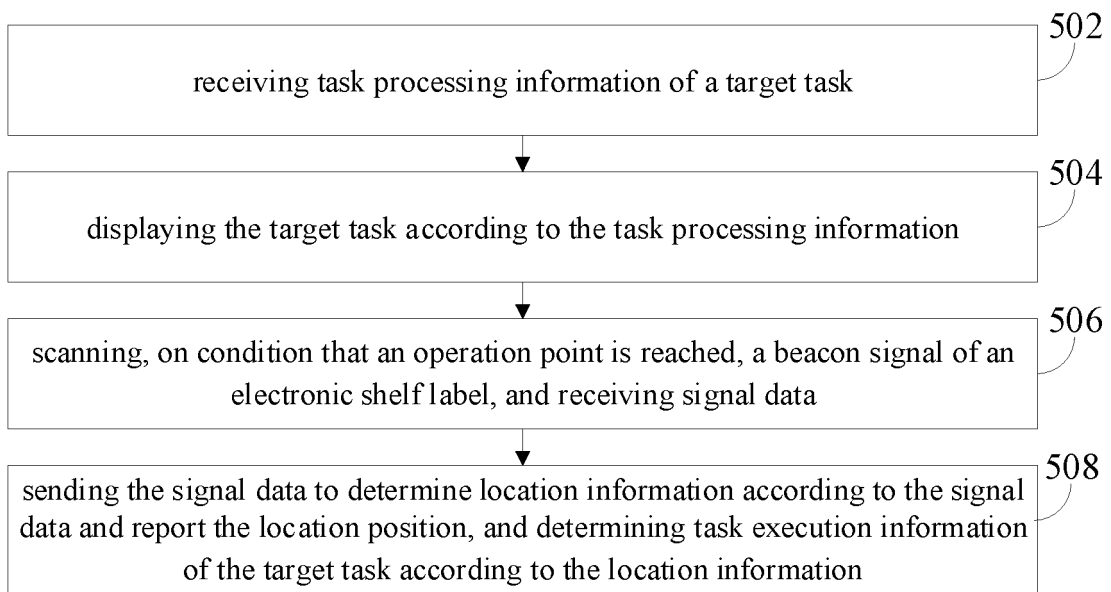 502
receiving task processing information of a target task
504
displaying the target task according to the task processing information
506
scanning, on condition that an operation point is reached, a beacon signal of an
electronic shelf label, and receiving signal data
508
sending the signal data to determine location information according to the signal
data and report the location position, and determining task execution information
of the target task according to the location information